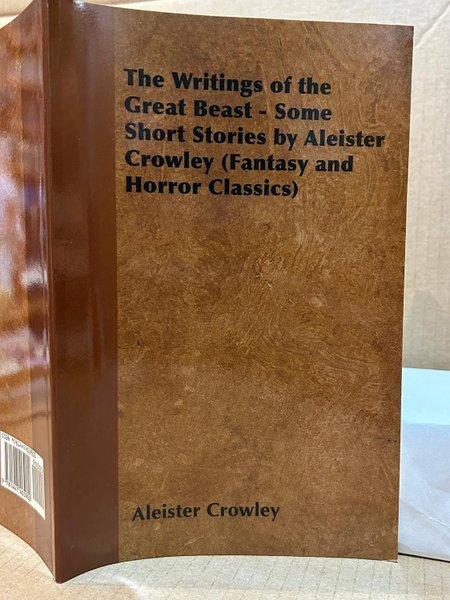 The Writings of the
Great Beast - Some
Short Stories by Aleister
Crowley (Fantasy and
Horror Classics)
Aleister Crowley